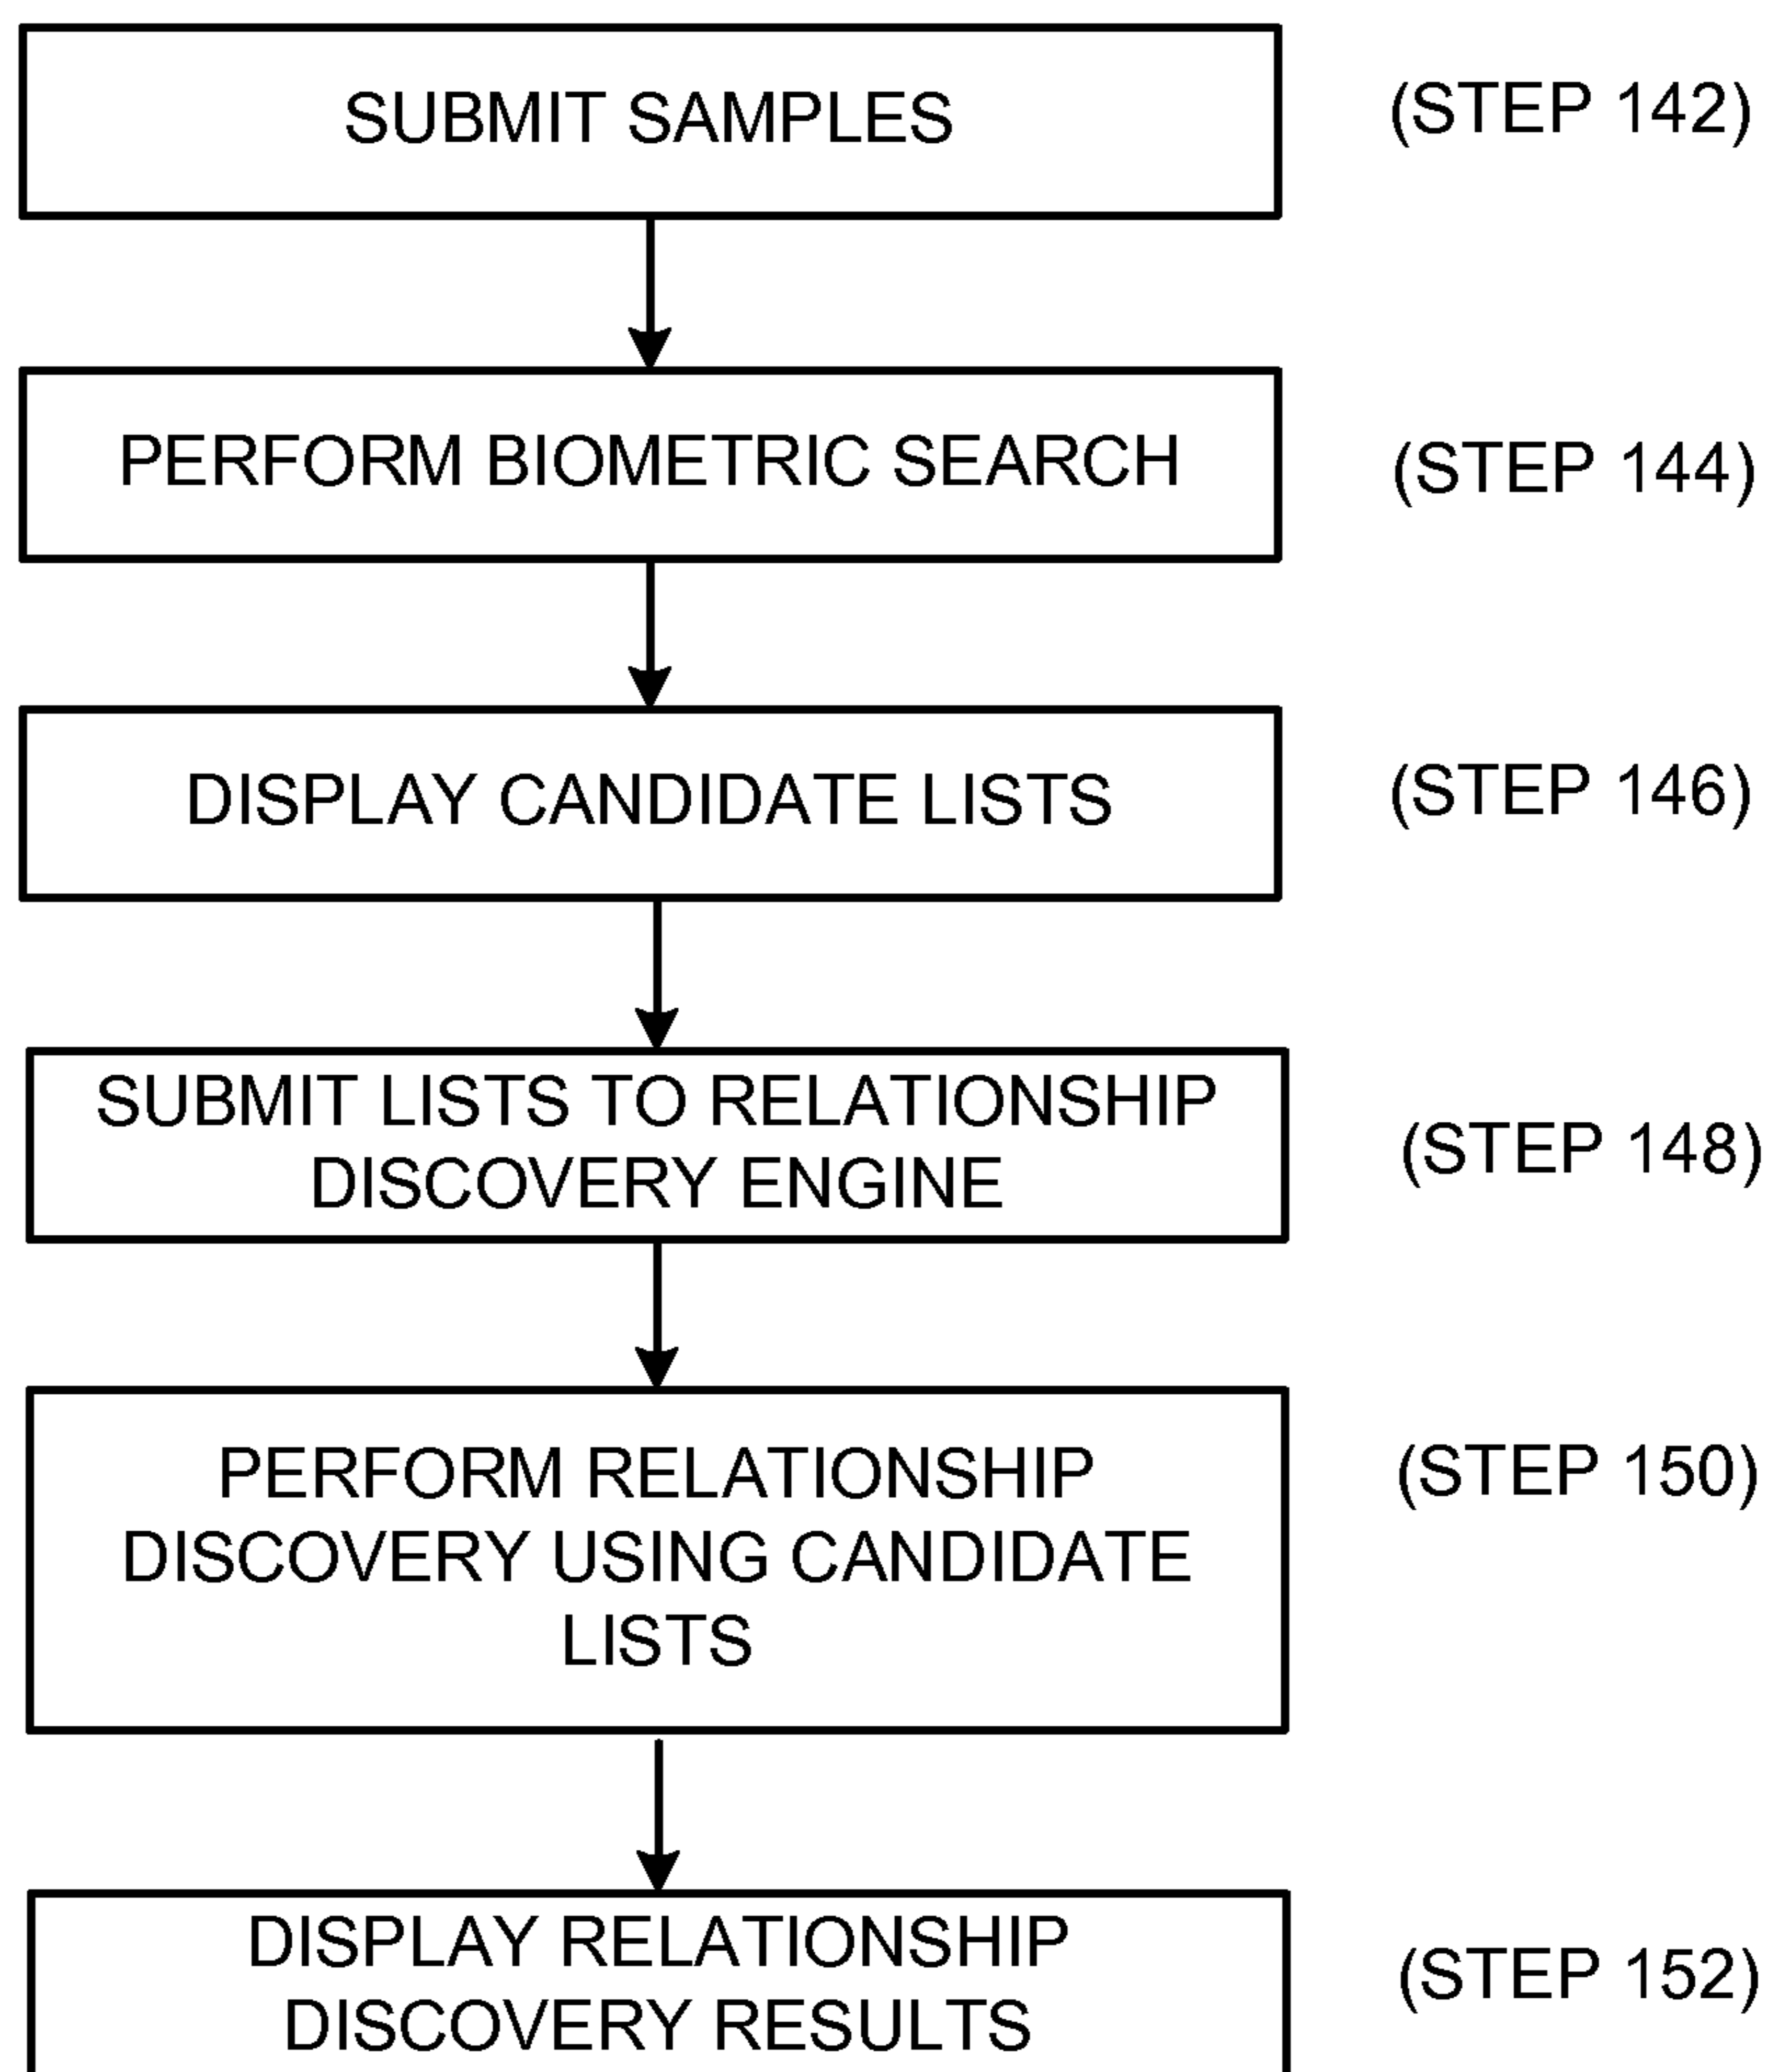 SUBMIT SAMPLES
(STEP 142)
PERFORM BIOMETRIC SEARCH
(STEP 144)
DISPLAY CANDIDATE LISTS
(STEP 146)
SUBMIT LISTS TO RELATIONSHIP
DISCOVERY ENGINE
(STEP 148)
PERFORM RELATIONSHIP
DISCOVERY USING CANDIDATE
LISTS
(STEP 150)
DISPLAY RELATIONSHIP
DISCOVERY RESULTS
(STEP 152)